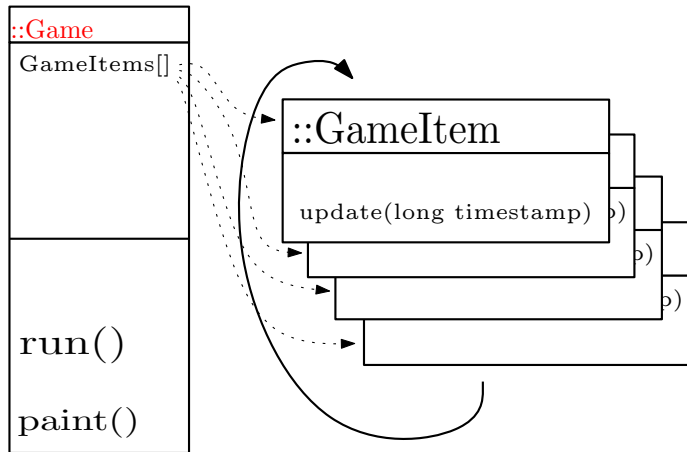 ::Game
GameItems[]
run()
paint()
::GameItem
update(long timestamp)
p)
p)
p)